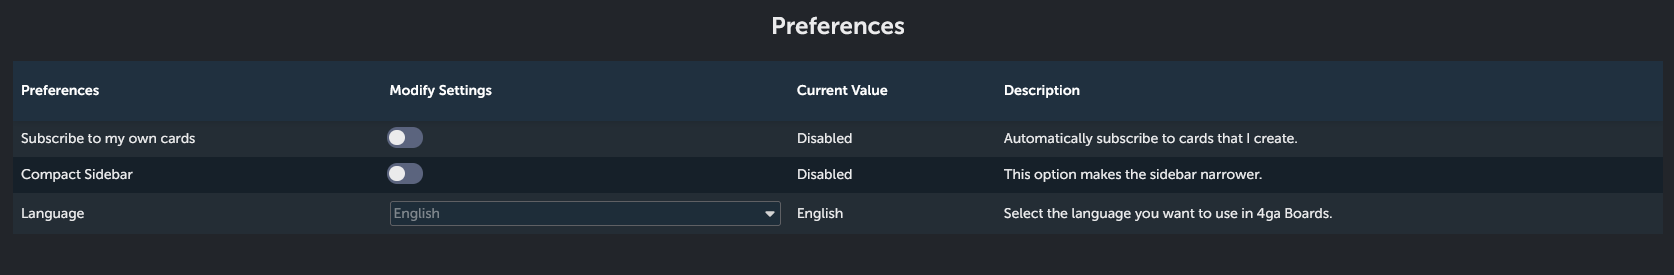 Preferences
Preferences Modify Settings Current Value Description
Subscribe to my own cards Disabled Automatically subscribe to cards that I create.
Compact Sidebar Disabled This option makes the sidebar narrower.
Language English English Select the language you want to use in 4ga Boards.